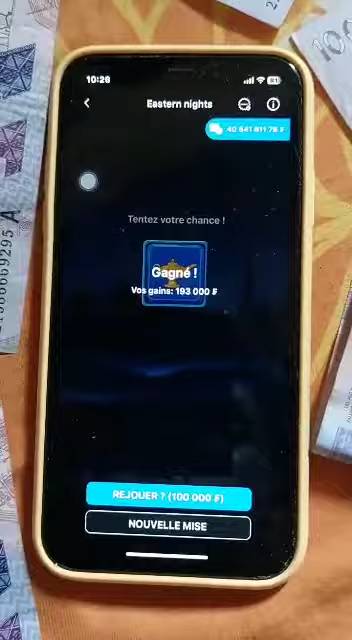 10:26
Eastern nights
Tentez votre chance !
Gagné !
Vos gains: 193 000 ₣
REJOUER ? (100 000 ₣)
NOUVELLE MISE